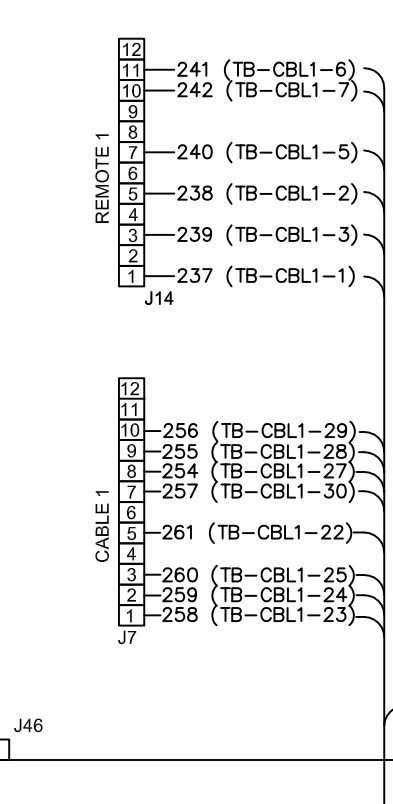 REMOTE 1
12
11 241 (TB-CBL1-6)
10 242 (TB-CBL1-7)
9
8
7 240 (TB-CBL1-5)
6
5 238 (TB-CBL1-2)
4
3 239 (TB-CBL1-3)
2
1 237 (TB-CBL1-1)
J14
CABLE 1
12
11
10 256 (TB-CBL1-29)
9 255 (TB-CBL1-28)
8 254 (TB-CBL1-27)
7 257 (TB-CBL1-30)
6
5 261 (TB-CBL1-22)
4
3 260 (TB-CBL1-25)
2 259 (TB-CBL1-24)
1 258 (TB-CBL1-23)
J7
J46